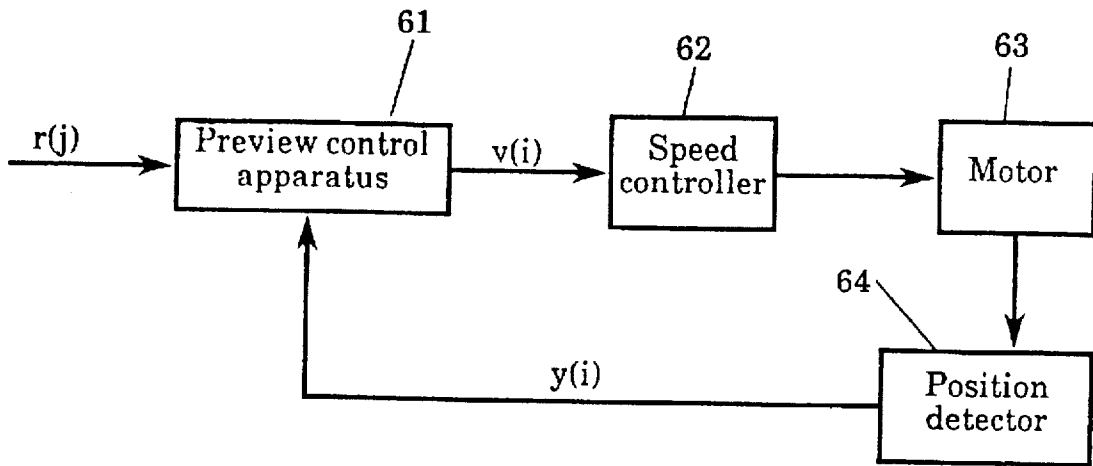 61
62
63
r(j)
Preview control
apparatus
v(i)
Speed
controller
Motor
64
y(i)
Position
detector